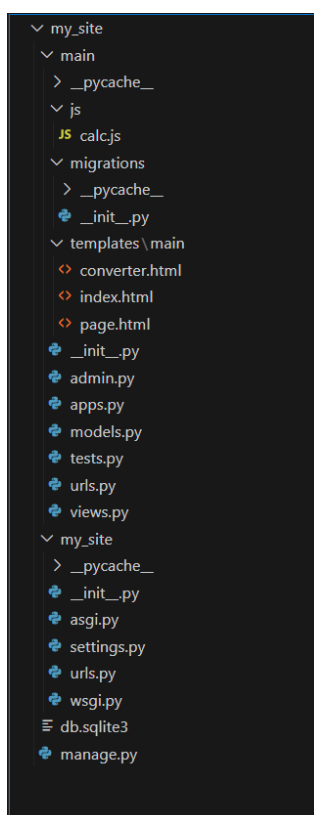 my_site
main
__pycache__
js
JS calc.js
migrations
__pycache__
__init__.py
templates\main
<> converter.html
<> index.html
<> page.html
__init__.py
admin.py
apps.py
models.py
tests.py
urls.py
views.py
my_site
__pycache__
__init__.py
asgi.py
settings.py
urls.py
wsgi.py
db.sqlite3
manage.py